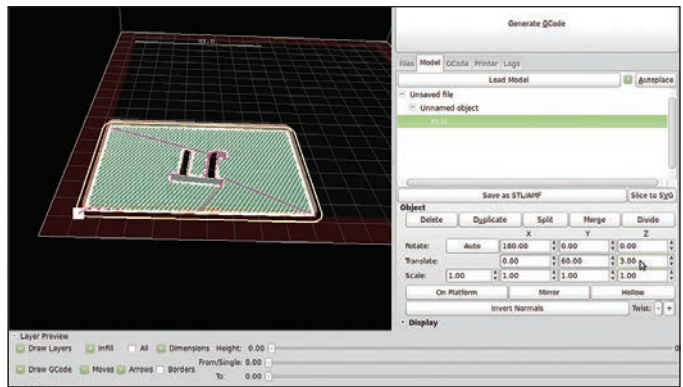 Generate GCode
Files Model GCode Printer Logs
Load Model
Autoplace
Unsaved file
Unnamed object
Save as STL/AMF
Slice to SVG
Object
Delete Duplicate Split Merge Divide
X Y Z
Rotate: Auto 180.00 0.00 0.00
Translate: 0.00 60.00 3.00
Scale: 1.00 1.00 1.00 1.00
On Platform Mirror Hollow
Invert Normals Twist: - +
Display
Layer Preview
Draw Layers Infill All Dimensions Height: 0.00
From/Single: 0.00
Draw GCode Moves Arrows Borders
To: 0.00